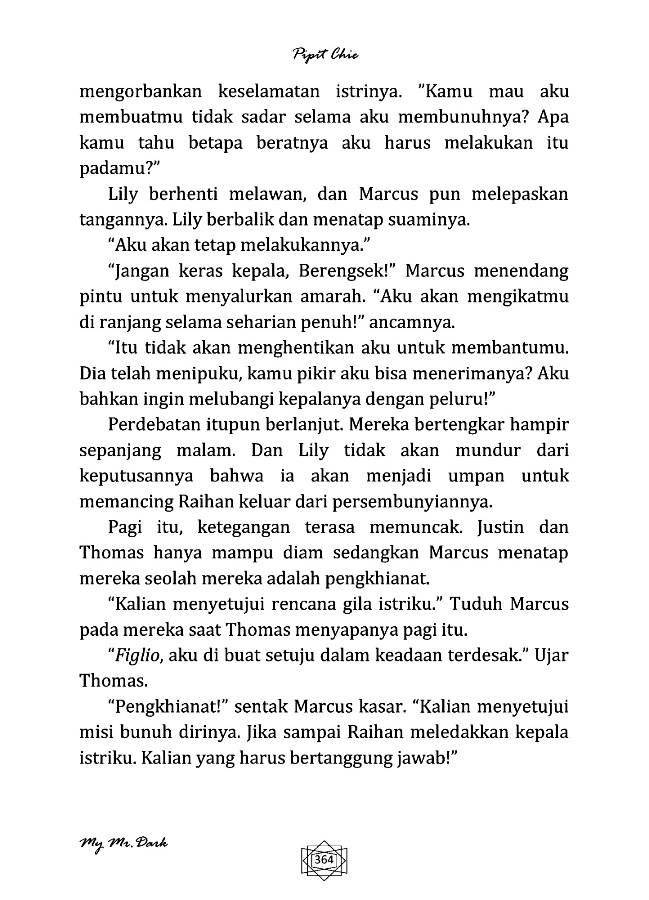 Pipit Chie
mengorbankan keselamatan istrinya. ”Kamu mau aku
membuatmu tidak sadar selama aku membunuhnya? Apa
kamu tahu betapa beratnya aku harus melakukan itu
padamu?”
Lily berhenti melawan, dan Marcus pun melepaskan
tangannya. Lily berbalik dan menatap suaminya.
“Aku akan tetap melakukannya.”
“Jangan keras kepala, Berengsek!” Marcus menendang
pintu untuk menyalurkan amarah. “Aku akan mengikatmu
di ranjang selama seharian penuh!” ancamnya.
“Itu tidak akan menghentikan aku untuk membantumu.
Dia telah menipuku, kamu pikir aku bisa menerimanya? Aku
bahkan ingin melubangi kepalanya dengan peluru!”
Perdebatan itupun berlanjut. Mereka bertengkar hampir
sepanjang malam. Dan Lily tidak akan mundur dari
keputusannya bahwa ia akan menjadi umpan untuk
memancing Raihan keluar dari persembunyiannya.
Pagi itu, ketegangan terasa memuncak. Justin dan
Thomas hanya mampu diam sedangkan Marcus menatap
mereka seolah mereka adalah pengkhianat.
“Kalian menyetujui rencana gila istriku.” Tuduh Marcus
pada mereka saat Thomas menyapanya pagi itu.
“Figlio, aku di buat setuju dalam keadaan terdesak.” Ujar
Thomas.
“Pengkhianat!” sentak Marcus kasar. “Kalian menyetujui
misi bunuh dirinya. Jika sampai Raihan meledakkan kepala
istriku. Kalian yang harus bertanggung jawab!”
My Mr. Dark
364